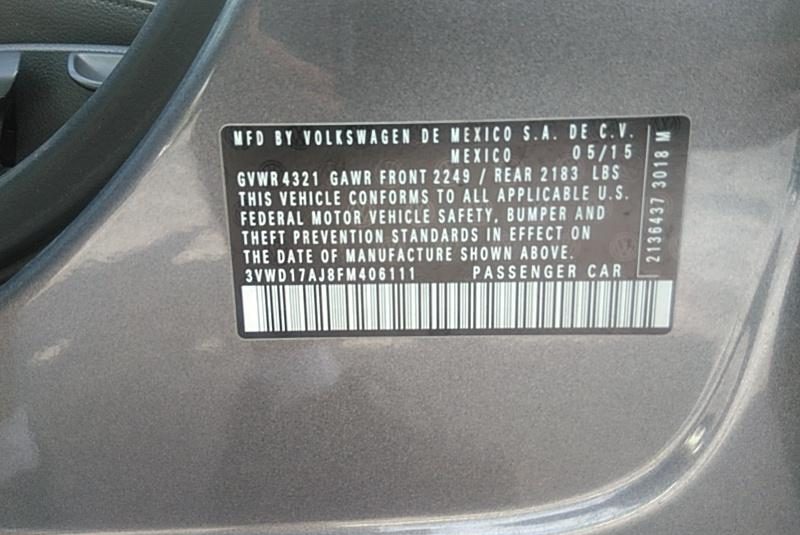 MFD BY VOLKSWAGEN DE MEXICO S.A. DE C.V.
MEXICO 05/15
GVWR 4321 GAWR FRONT 2249 / REAR 2183 LBS
THIS VEHICLE CONFORMS TO ALL APPLICABLE U.S.
FEDERAL MOTOR VEHICLE SAFETY, BUMPER AND
THEFT PREVENTION STANDARDS IN EFFECT ON
THE DATE OF MANUFACTURE SHOWN ABOVE.
3VWD17AJ8FM406111 PASSENGER CAR
2136437 3018 M